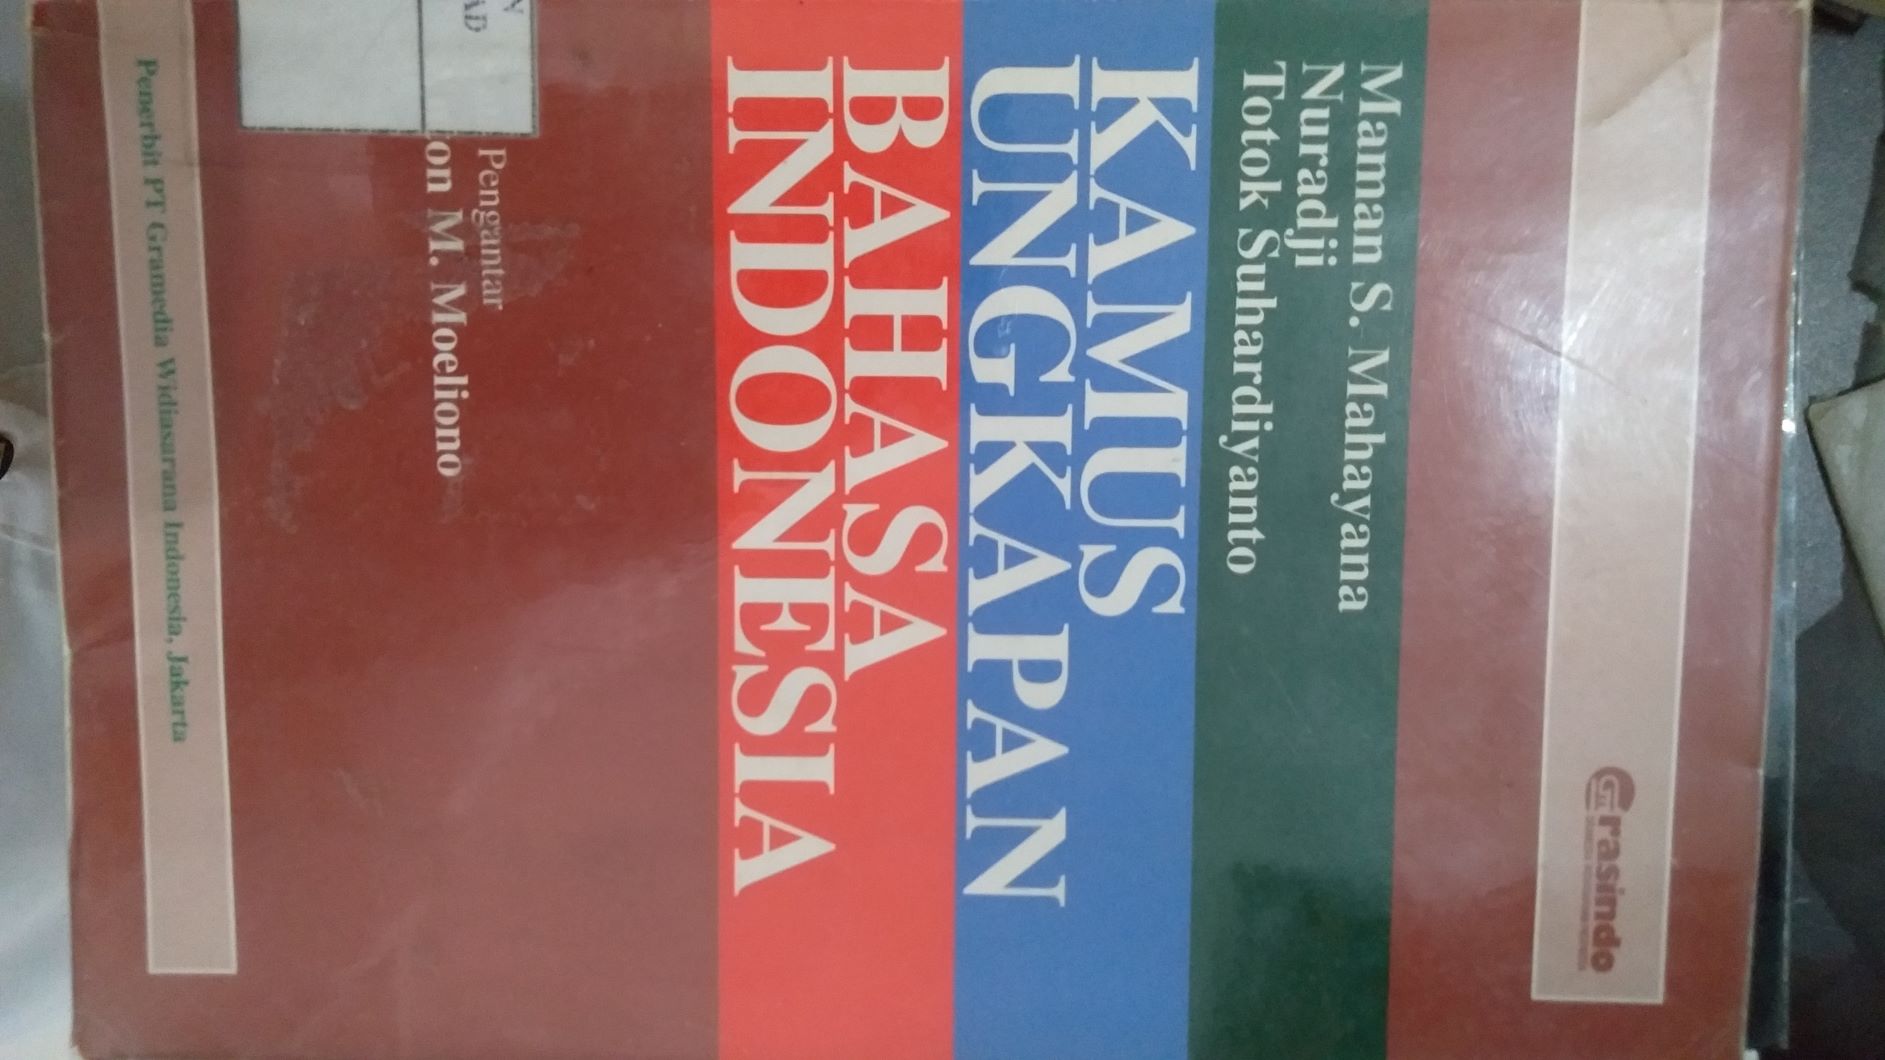 Grasindo
Maman S. Mahayana
Nuradji
Totok Suhardiyanto
KAMUS
UNGKAPAN
BAHASA
INDONESIA
Pengantar
on M. Moeliono
Penerbit PT Gramedia Widiasarana Indonesia, Jakarta
N
AD